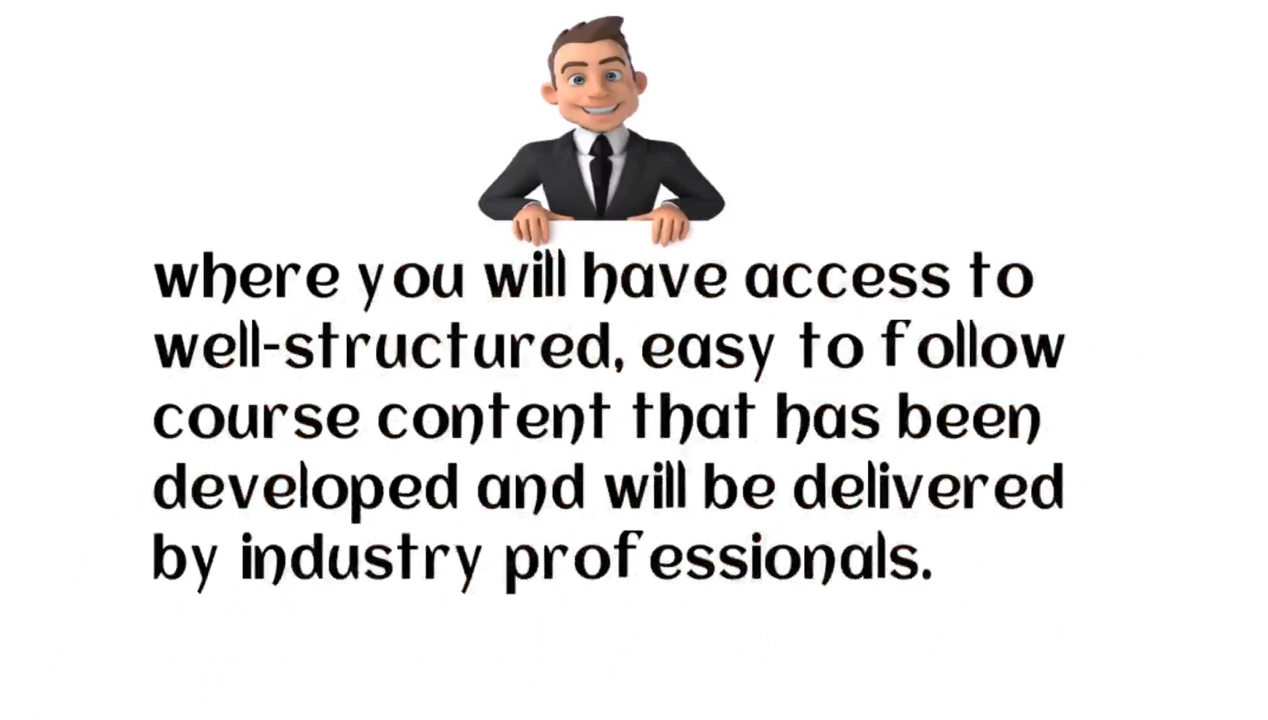 where you will have access to
well-structured, easy to follow
course content that has been
developed and will be delivered
by industry professionals.